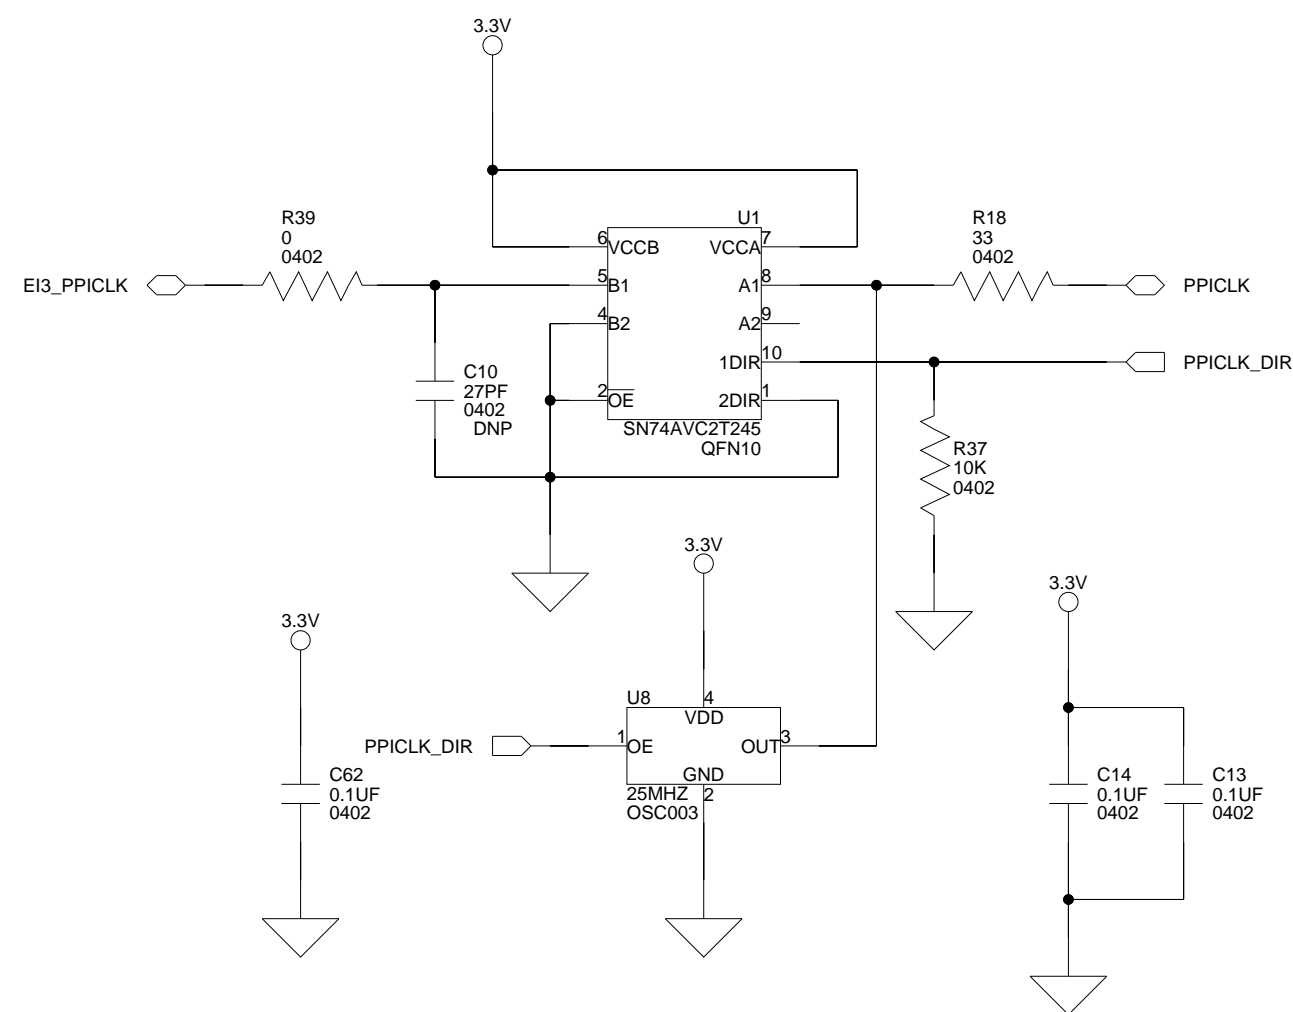 3.3V
R39
0
0402
EI3_PPICLK
U1
6
VCCB
VCCA
7
5
B1
A1
8
4
B2
A2
9
1DIR
10
2
OE
2DIR
1
SN74AVC2T245
QFN10
R18
33
0402
PPICLK
PPICLK_DIR
C10
27PF
0402
DNP
R37
10K
0402
3.3V
3.3V
3.3V
U8
4
VDD
PPICLK_DIR
1
OE
OUT
3
GND
25MHZ
2
OSC003
C62
0.1UF
0402
C14
0.1UF
0402
C13
0.1UF
0402